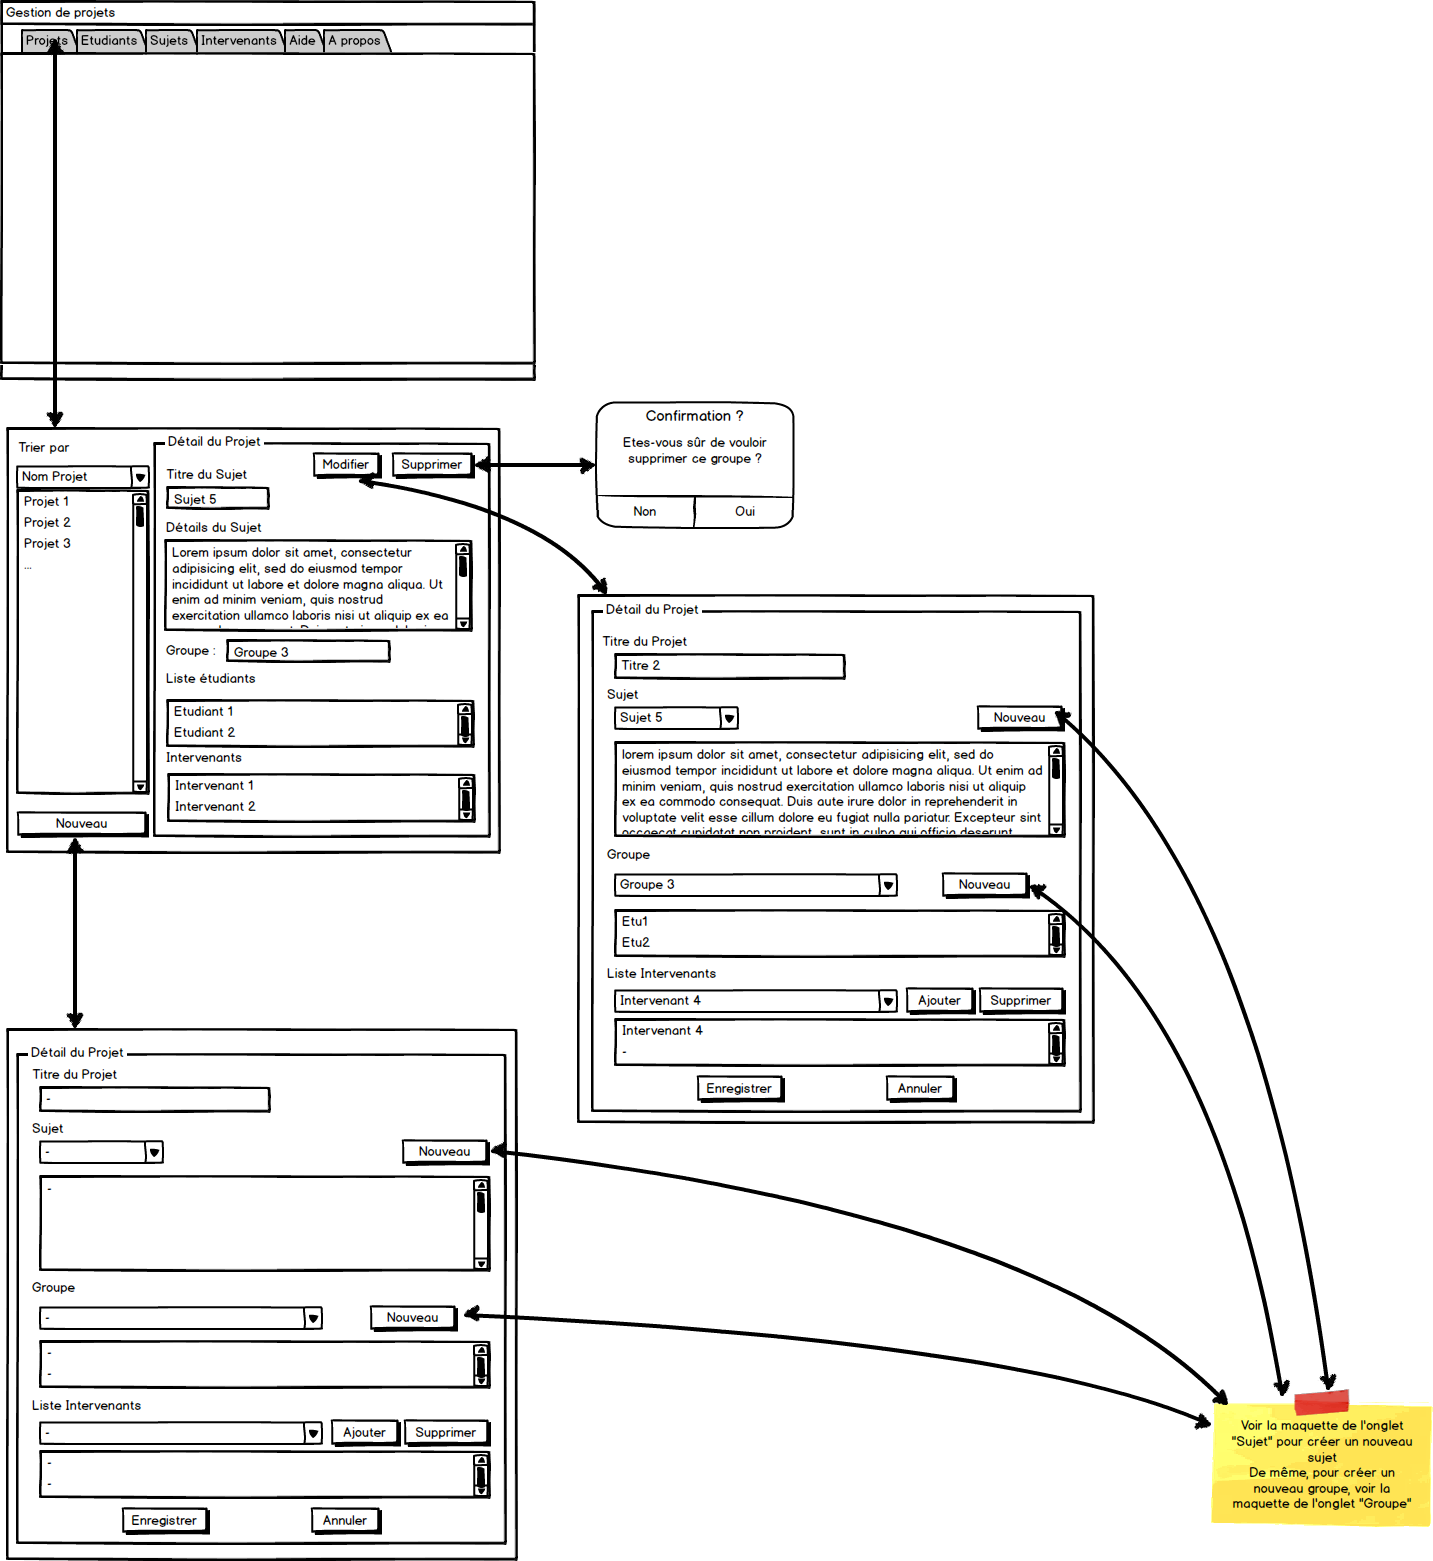 Gestion de projets
Projets Etudiants Sujets Intervenants Aide A propos
Trier par
Nom Projet
Projet 1
Projet 2
Projet 3
...
Nouveau
Détail du Projet
Modifier Supprimer
Titre du Sujet
Sujet 5
Détails du Sujet
Lorem ipsum dolor sit amet, consectetur
adipisicing elit, sed do eiusmod tempor
incididunt ut labore et dolore magna aliqua. Ut
enim ad minim veniam, quis nostrud
exercitation ullamco laboris nisi ut aliquip ex ea
Groupe : Groupe 3
Liste étudiants
Etudiant 1
Etudiant 2
Intervenants
Intervenant 1
Intervenant 2
Confirmation ?
Etes-vous sûr de vouloir
supprimer ce groupe ?
Non Oui
Détail du Projet
Titre du Projet
Titre 2
Sujet
Sujet 5 Nouveau
lorem ipsum dolor sit amet, consectetur adipisicing elit, sed do
eiusmod tempor incididunt ut labore et dolore magna aliqua. Ut enim ad
minim veniam, quis nostrud exercitation ullamco laboris nisi ut aliquip
ex ea commodo consequat. Duis aute irure dolor in reprehenderit in
voluptate velit esse cillum dolore eu fugiat nulla pariatur. Excepteur sint
occaecat cupidatat non proident, sunt in culpa qui officia deserunt
Groupe
Groupe 3 Nouveau
Etu1
Etu2
Liste Intervenants
Intervenant 4 Ajouter Supprimer
Intervenant 4
-
Enregistrer Annuler
Détail du Projet
Titre du Projet
-
Sujet
- Nouveau
-
Groupe
- Nouveau
-
-
Liste Intervenants
- Ajouter Supprimer
-
-
Enregistrer Annuler
Voir la maquette de l'onglet
"Sujet" pour créer un nouveau
sujet
De même, pour créer un
nouveau groupe, voir la
maquette de l'onglet "Groupe"